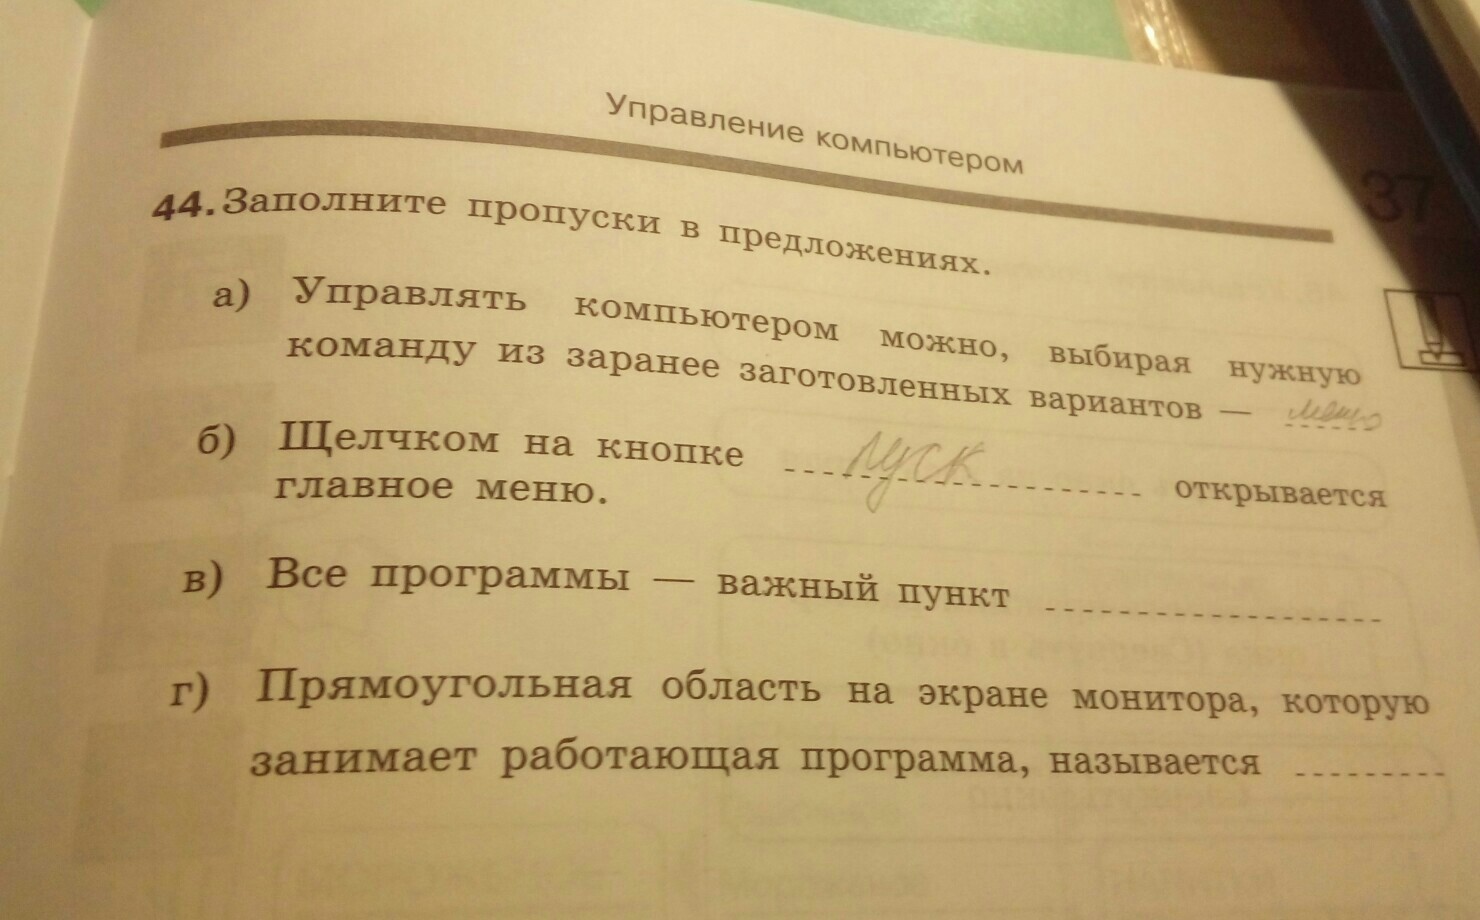 Управление компьютером
37
44. Заполните пропуски в предложениях.
а) Управлять компьютером можно, выбирая нужную
команду из заранее заготовленных вариантов — меню
б) Щелчком на кнопке пуск открывается
главное меню.
в) Все программы — важный пункт
г) Прямоугольная область на экране монитора, которую
занимает работающая программа, называется